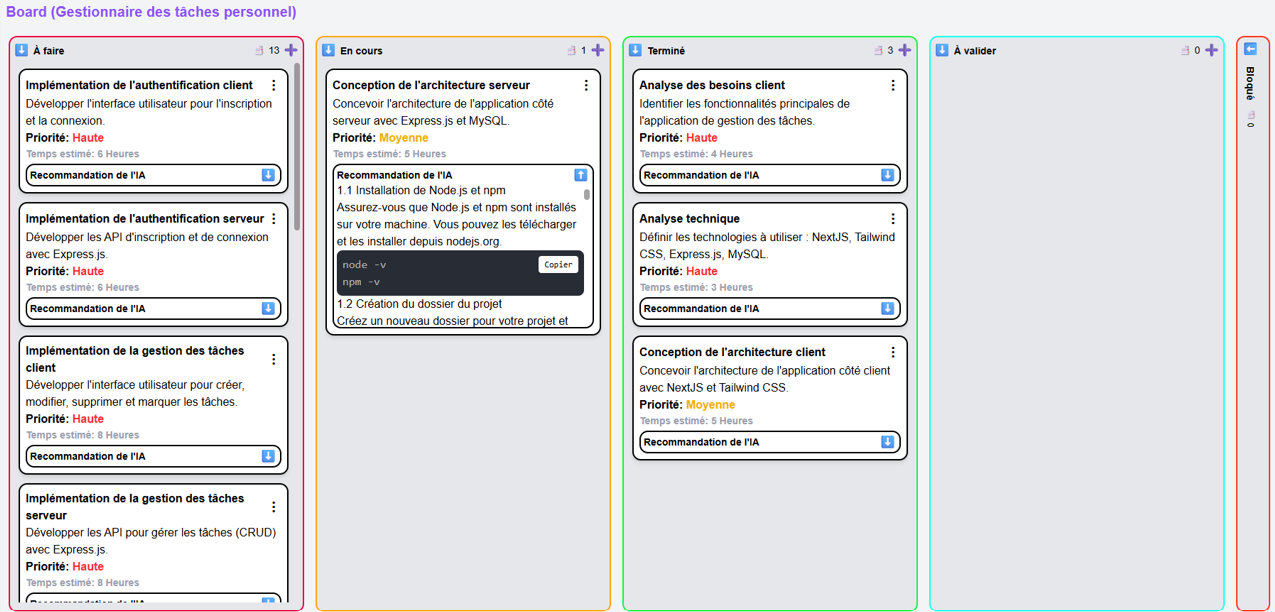 Board (Gestionnaire des tâches personnel)
À faire
13
Implémentation de l'authentification client
Développer l'interface utilisateur pour l'inscription
et la connexion.
Priorité: Haute
Temps estimé: 6 Heures
Recommandation de l'IA
Implémentation de l'authentification serveur
Développer les API d'inscription et de connexion
avec Express.js.
Priorité: Haute
Temps estimé: 6 Heures
Recommandation de l'IA
Implémentation de la gestion des tâches
client
Développer l'interface utilisateur pour créer,
modifier, supprimer et marquer les tâches.
Priorité: Haute
Temps estimé: 8 Heures
Recommandation de l'IA
Implémentation de la gestion des tâches
serveur
Développer les API pour gérer les tâches (CRUD)
avec Express.js.
Priorité: Haute
Temps estimé: 8 Heures
Recommandation de l'IA
En cours
1
Conception de l'architecture serveur
Concevoir l'architecture de l'application côté
serveur avec Express.js et MySQL.
Priorité: Moyenne
Temps estimé: 5 Heures
Recommandation de l'IA
1.1 Installation de Node.js et npm
Assurez-vous que Node.js et npm sont installés
sur votre machine. Vous pouvez les télécharger
et les installer depuis nodejs.org.
node -v
Copier
npm -v
1.2 Création du dossier du projet
Créez un nouveau dossier pour votre projet et
Terminé
3
Analyse des besoins client
Identifier les fonctionnalités principales de
l'application de gestion des tâches.
Priorité: Haute
Temps estimé: 4 Heures
Recommandation de l'IA
Analyse technique
Définir les technologies à utiliser : NextJS, Tailwind
CSS, Express.js, MySQL.
Priorité: Haute
Temps estimé: 3 Heures
Recommandation de l'IA
Conception de l'architecture client
Concevoir l'architecture de l'application côté client
avec NextJS et Tailwind CSS.
Priorité: Moyenne
Temps estimé: 5 Heures
Recommandation de l'IA
À valider
0
Bloqué
0